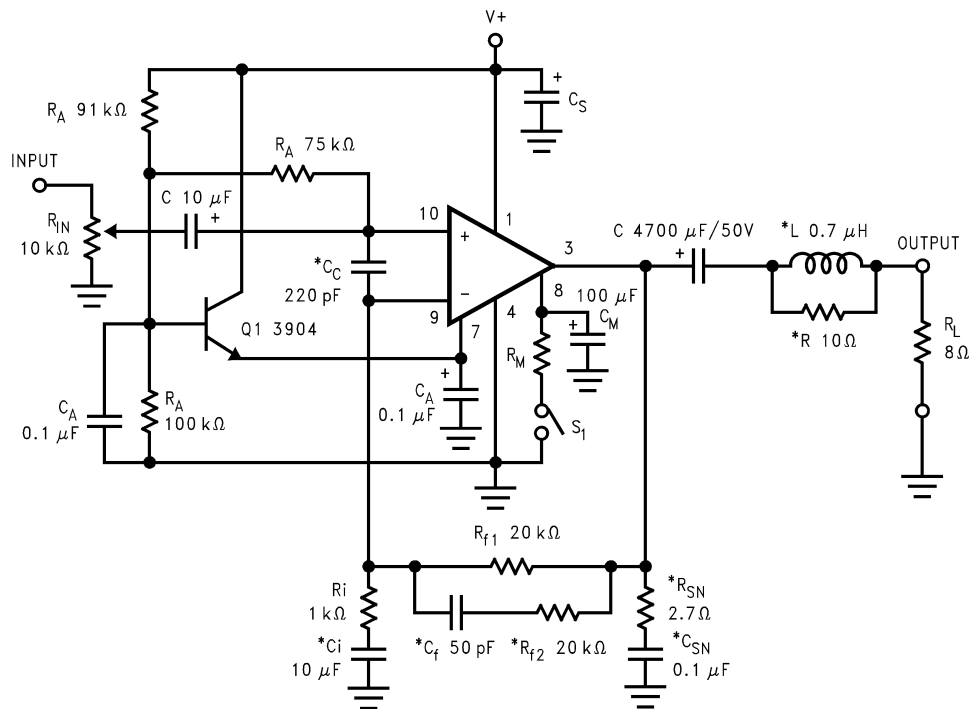 V+
+
C_S
R_A 91 kΩ
R_A 75 kΩ
INPUT
C 10 μF
+
R_IN
10 kΩ
10
+
1
3
C 4700 μF/50V
+
*L 0.7 μH
OUTPUT
*C_C
220 pF
−
9
7
4
8
100 μF
+
C_M
*R 10Ω
R_L
8Ω
Q1 3904
R_M
+
C_A
0.1 μF
C_A
0.1 μF
R_A
100 kΩ
S_1
R_f1 20 kΩ
Ri
1 kΩ
*Ci
10 μF
*C_f 50 pF
*R_f2 20 kΩ
*R_SN
2.7Ω
*C_SN
0.1 μF